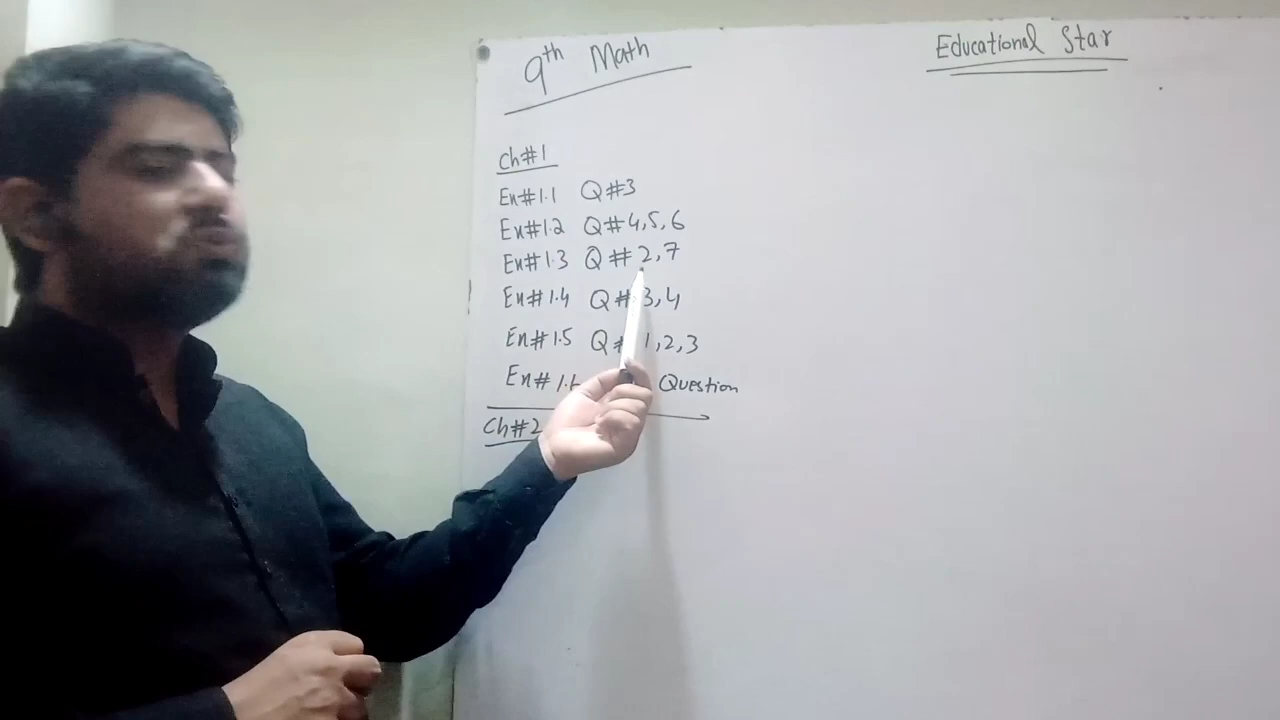 9th Math
Educational Star
Ch#1
Ex#1.1 Q#3
Ex#1.2 Q#4,5,6
Ex#1.3 Q#2,7
Ex#1.4 Q#3,4
Ex#1.5 Q#1,2,3
Ex# Question
Ch#2